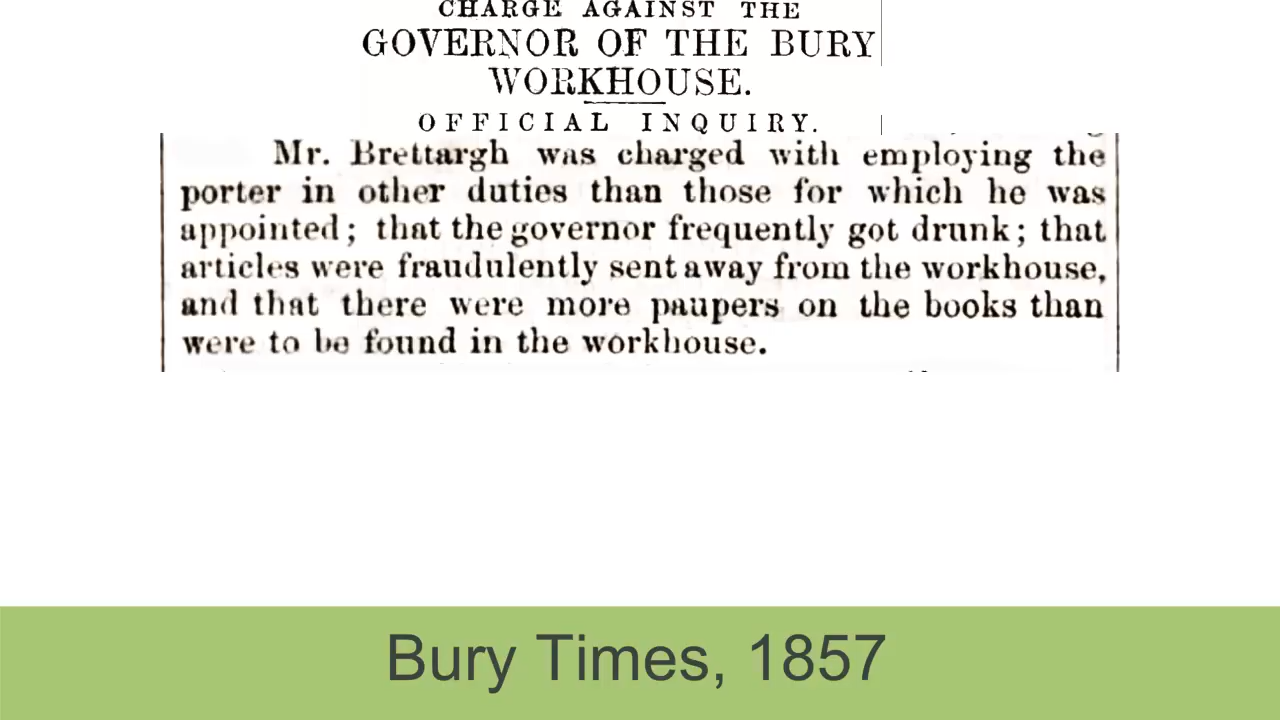 CHARGE AGAINST THE
GOVERNOR OF THE BURY
WORKHOUSE.
OFFICIAL INQUIRY.
Mr. Brettargh was charged with employing the
porter in other duties than those for which he was
appointed; that the governor frequently got drunk; that
articles were fraudulently sent away from the workhouse,
and that there were more paupers on the books than
were to be found in the workhouse.
Bury Times, 1857